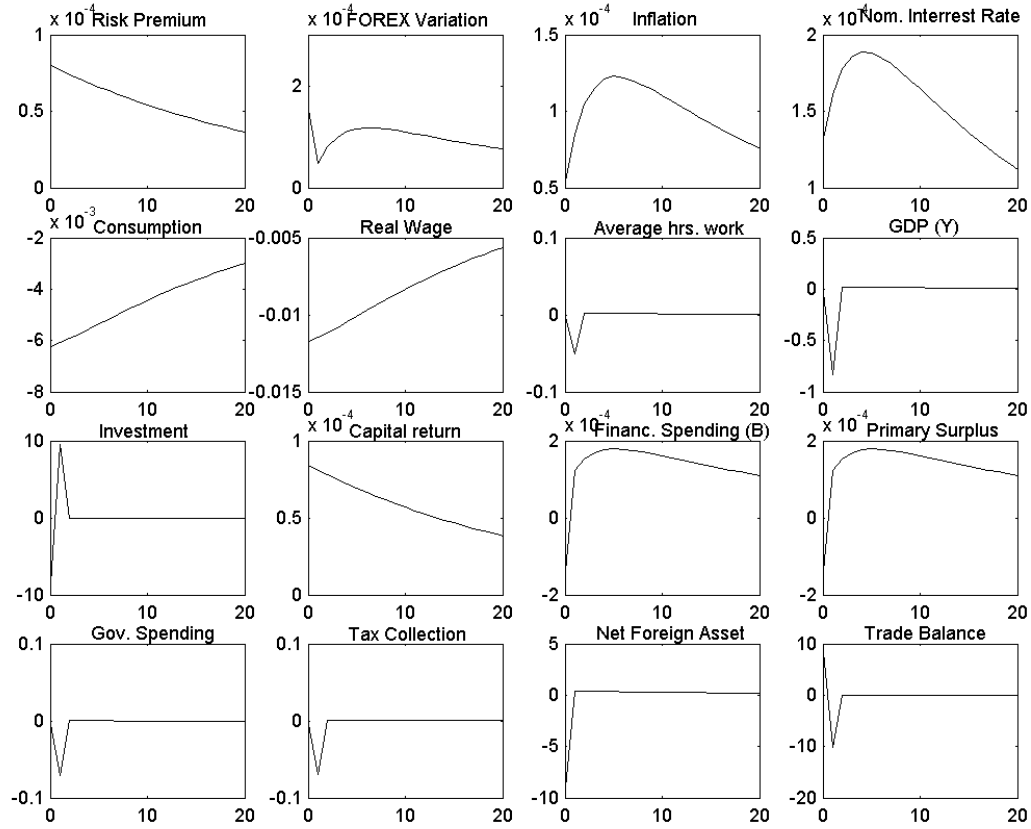 x 10^-4 Risk Premium
1
0.5
0
0 10 20
x 10^-4 FOREX Variation
2
0
0 10 20
x 10^-4 Inflation
1.5
1
0.5
0 10 20
x 10^-4 Nom. Interrest Rate
2
1.5
1
0 10 20
x 10^-3 Consumption
-2
-4
-6
-8
0 10 20
Real Wage
-0.005
-0.01
-0.015
0 10 20
Average hrs. work
0.1
0
-0.1
0 10 20
GDP (Y)
0.5
0
-0.5
-1
0 10 20
Investment
10
0
-10
0 10 20
x 10^-4 Capital return
1
0.5
0
0 10 20
x 10^-4 Financ. Spending (B)
2
0
-2
0 10 20
x 10^-4 Primary Surplus
2
0
-2
0 10 20
Gov. Spending
0.1
0
-0.1
0 10 20
Tax Collection
0.1
0
-0.1
0 10 20
Net Foreign Asset
5
0
-5
-10
0 10 20
Trade Balance
10
0
-10
-20
0 10 20